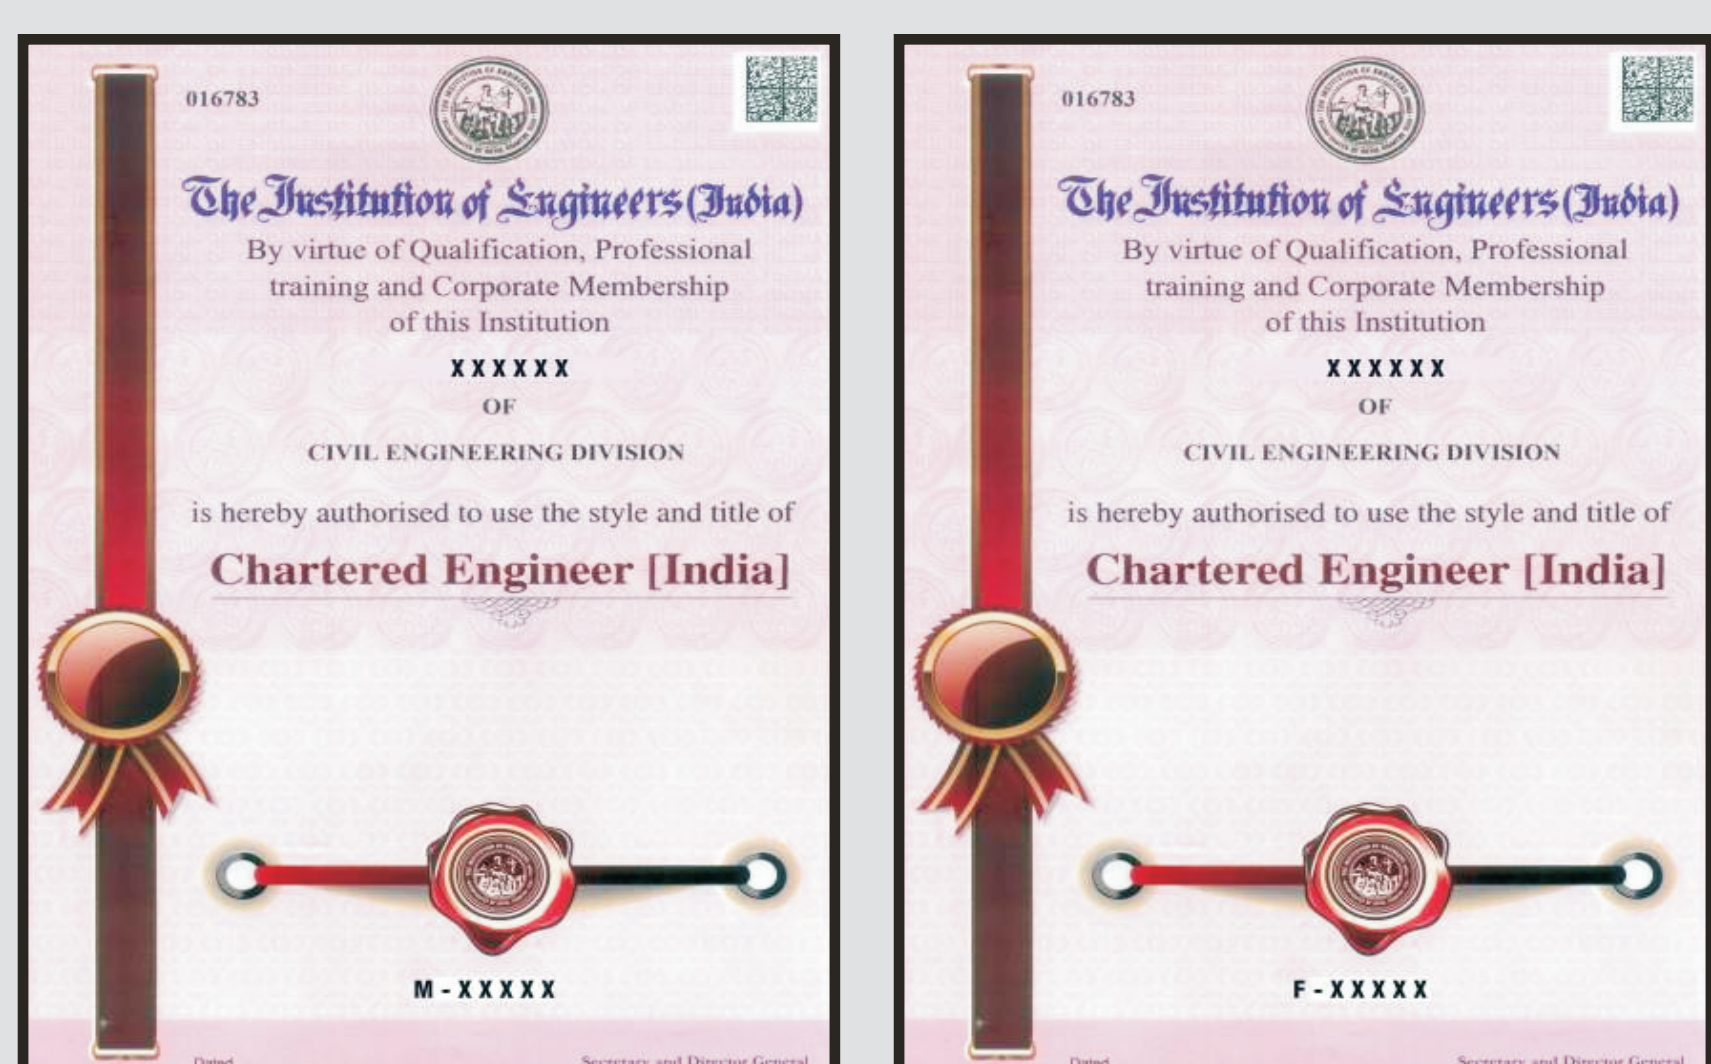 016783
The Institution of Engineers (India)
By virtue of Qualification, Professional
training and Corporate Membership
of this Institution
XXXXXX
OF
CIVIL ENGINEERING DIVISION
is hereby authorised to use the style and title of
Chartered Engineer [India]
M - XXXXX
Dated
Secretary and Director General
016783
The Institution of Engineers (India)
By virtue of Qualification, Professional
training and Corporate Membership
of this Institution
XXXXXX
OF
CIVIL ENGINEERING DIVISION
is hereby authorised to use the style and title of
Chartered Engineer [India]
F - XXXXX
Dated
Secretary and Director General